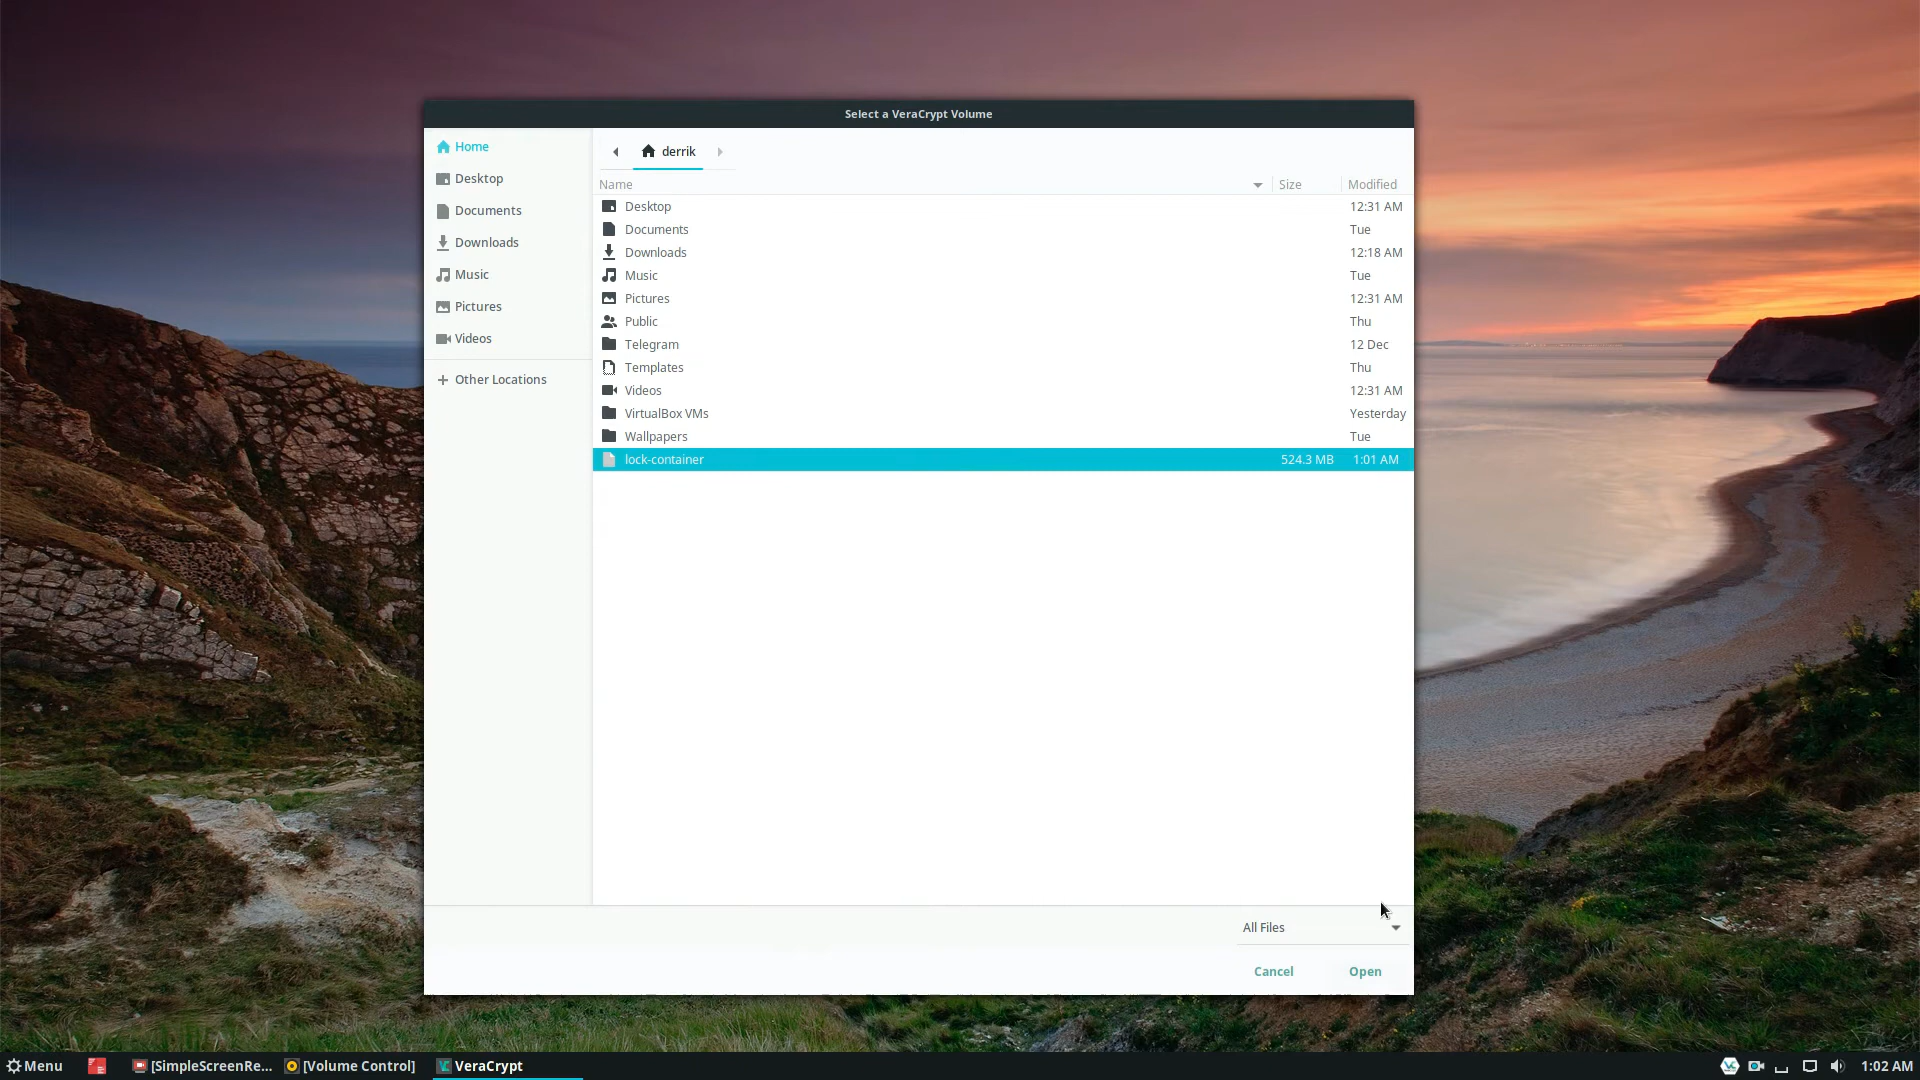 Select a VeraCrypt Volume
Home
Desktop
Documents
Downloads
Music
Pictures
Videos
Other Locations
derrik
Name Size Modified
Desktop 12:31 AM
Documents Tue
Downloads 12:18 AM
Music Tue
Pictures 12:31 AM
Public Thu
Telegram 12 Dec
Templates Thu
Videos 12:31 AM
VirtualBox VMs Yesterday
Wallpapers Tue
lock-container 524.3 MB 1:01 AM
All Files
Cancel Open
Menu [SimpleScreenRe... [Volume Control] VeraCrypt 1:02 AM